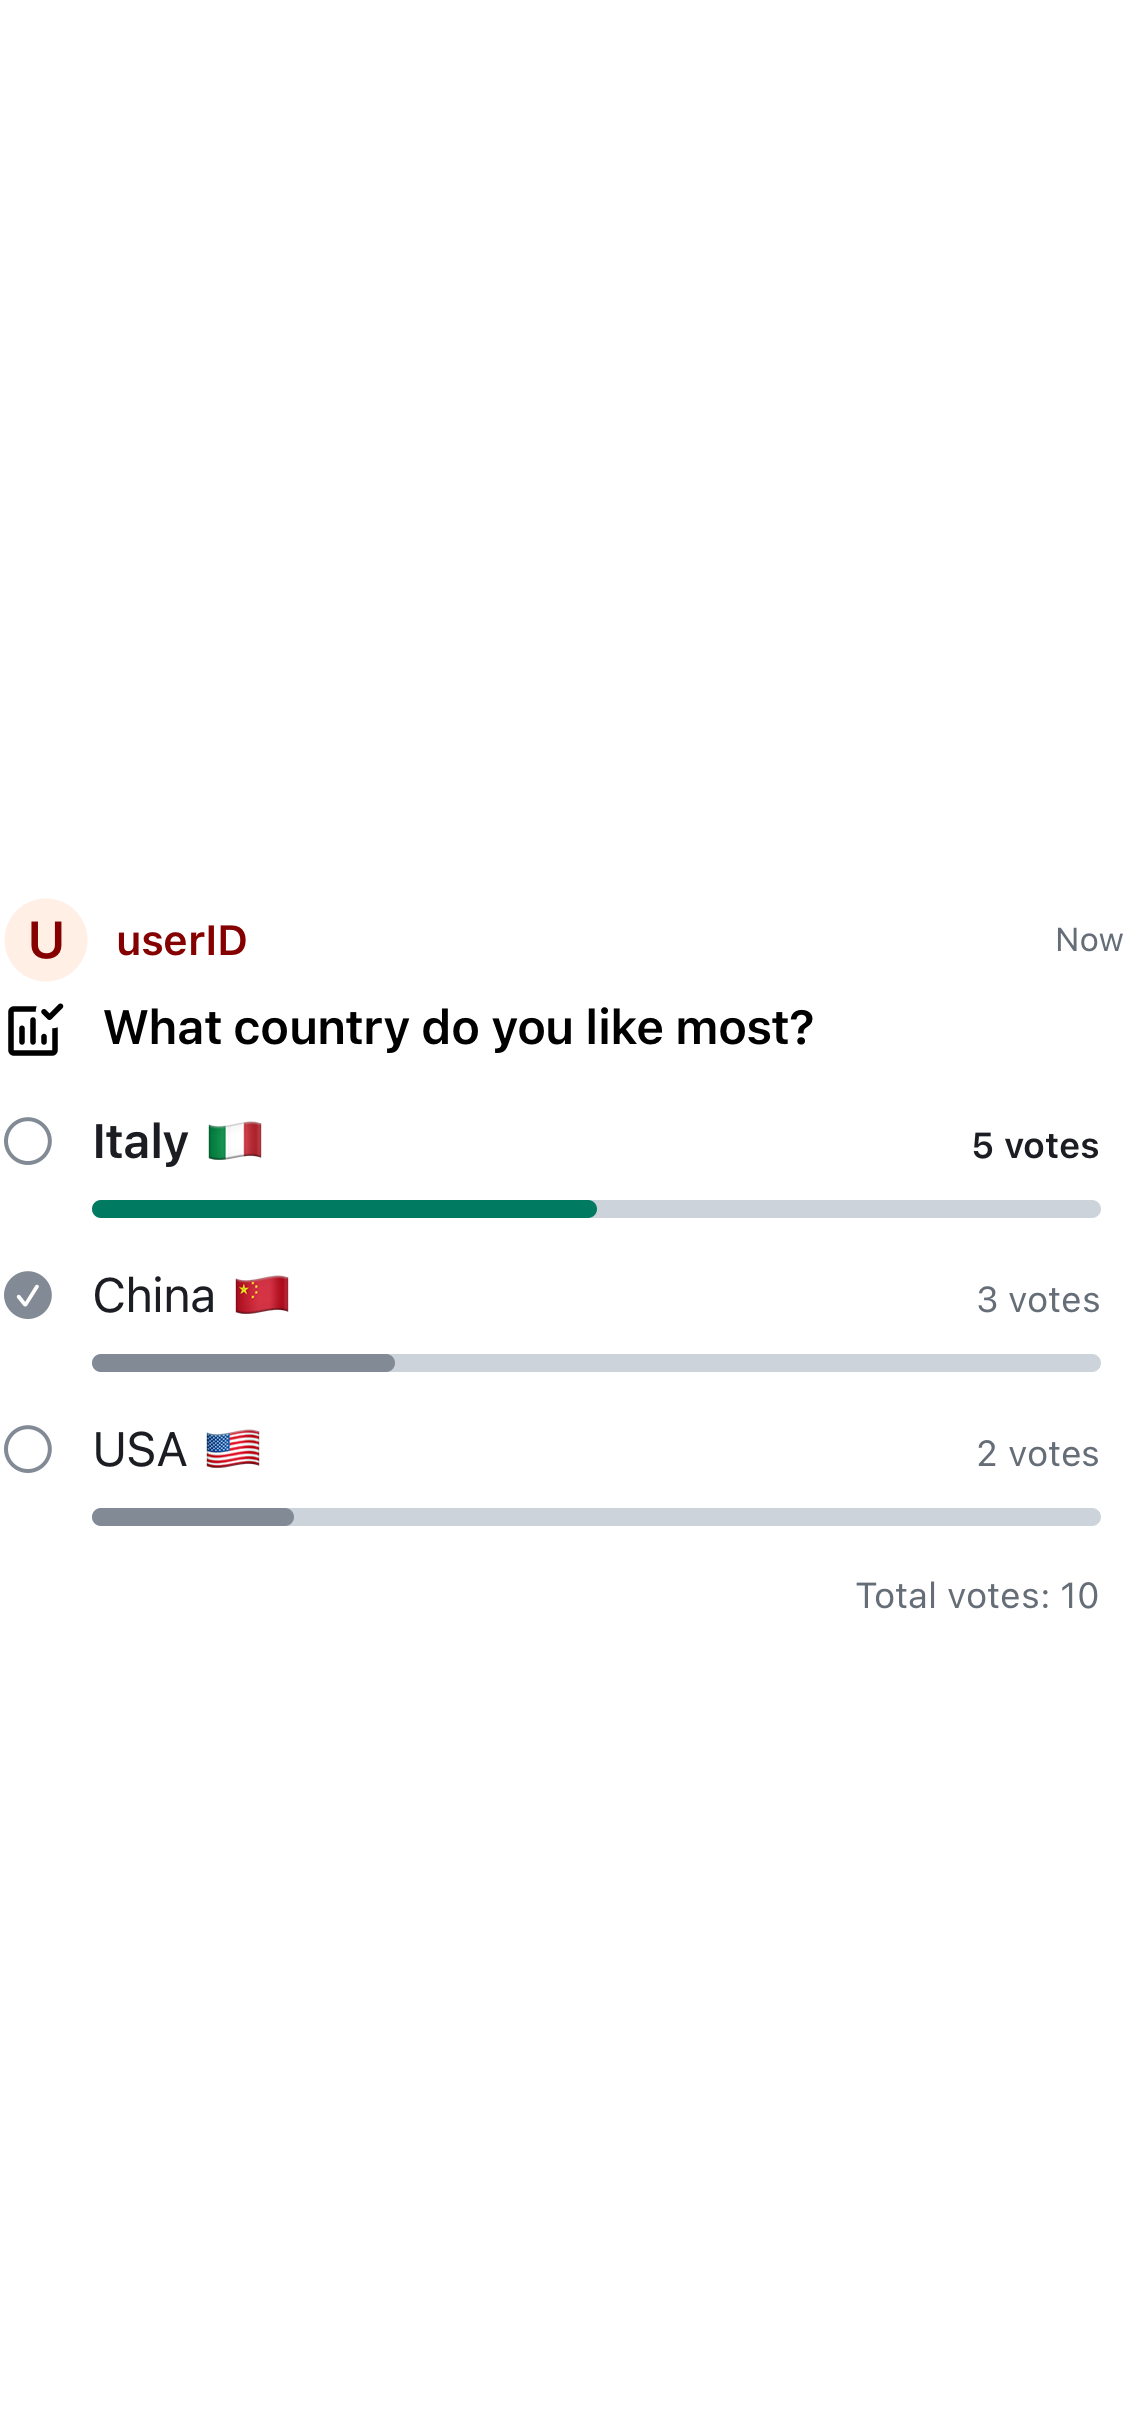 U userID Now
What country do you like most?
Italy 🇮🇹 5 votes
China 🇨🇳 3 votes
USA 🇺🇸 2 votes
Total votes: 10